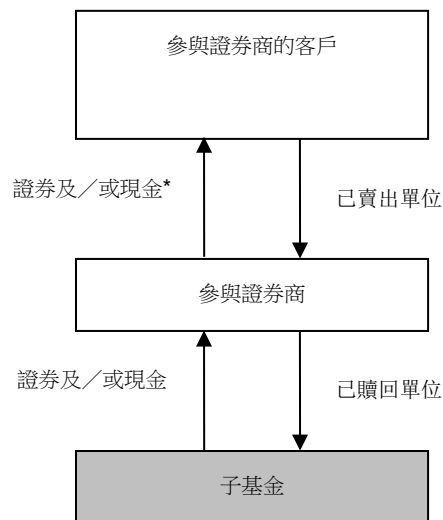 參與證券商的客戶
證券及／或現金*
已賣出單位
參與證券商
證券及／或現金
已贖回單位
子基金